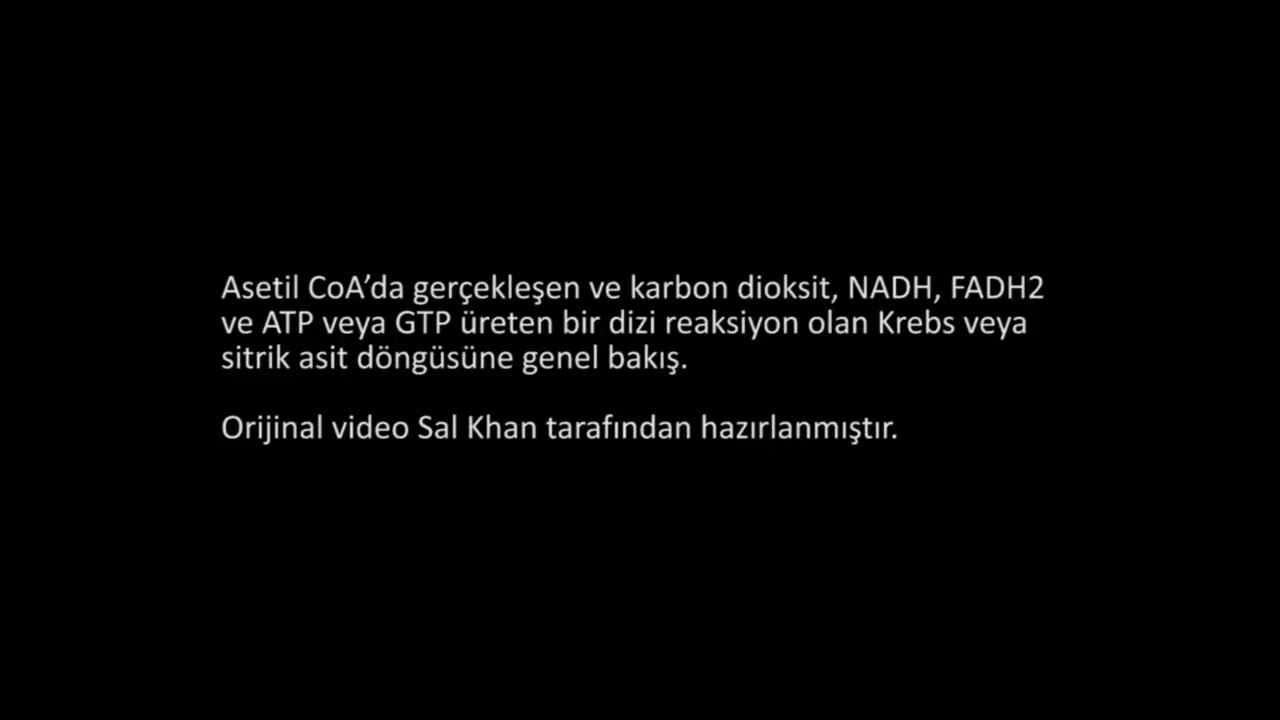 Asetil CoA’da gerçekleşen ve karbon dioksit, NADH, FADH2
ve ATP veya GTP üreten bir dizi reaksiyon olan Krebs veya
sitrik asit döngüsüne genel bakış.
Orijinal video Sal Khan tarafından hazırlanmıştır.